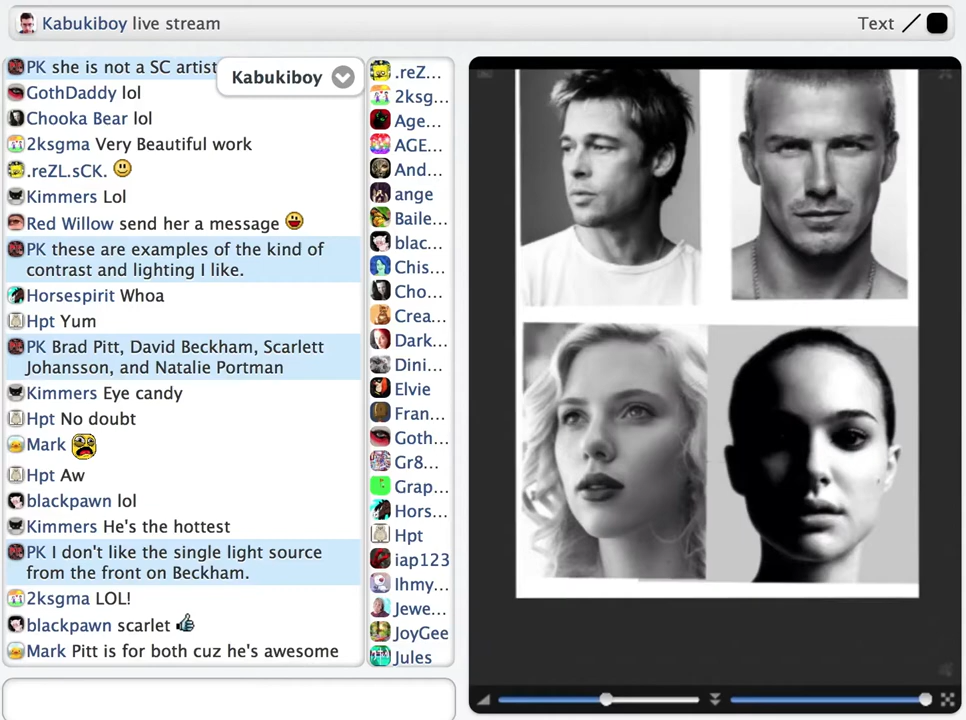 Kabukiboy live stream
Text
PK she is not a SC artist
Kabukiboy
GothDaddy lol
Chooka Bear lol
2ksgma Very Beautiful work
.reZL.sCK.
Kimmers Lol
Red Willow send her a message
PK these are examples of the kind of
contrast and lighting I like.
Horsespirit Whoa
Hpt Yum
PK Brad Pitt, David Beckham, Scarlett
Johansson, and Natalie Portman
Kimmers Eye candy
Hpt No doubt
Mark
Hpt Aw
blackpawn lol
Kimmers He's the hottest
PK I don't like the single light source
from the front on Beckham.
2ksgma LOL!
blackpawn scarlet
Mark Pitt is for both cuz he's awesome
.reZ...
2ksg...
Age...
AGE...
And...
ange
Baile...
blac...
Chis...
Cho...
Crea...
Dark...
Dini...
Elvie
Fran...
Goth...
Gr8...
Grap...
Hors...
Hpt
iap123
Ihmy...
Jewe...
JoyGee
Jules